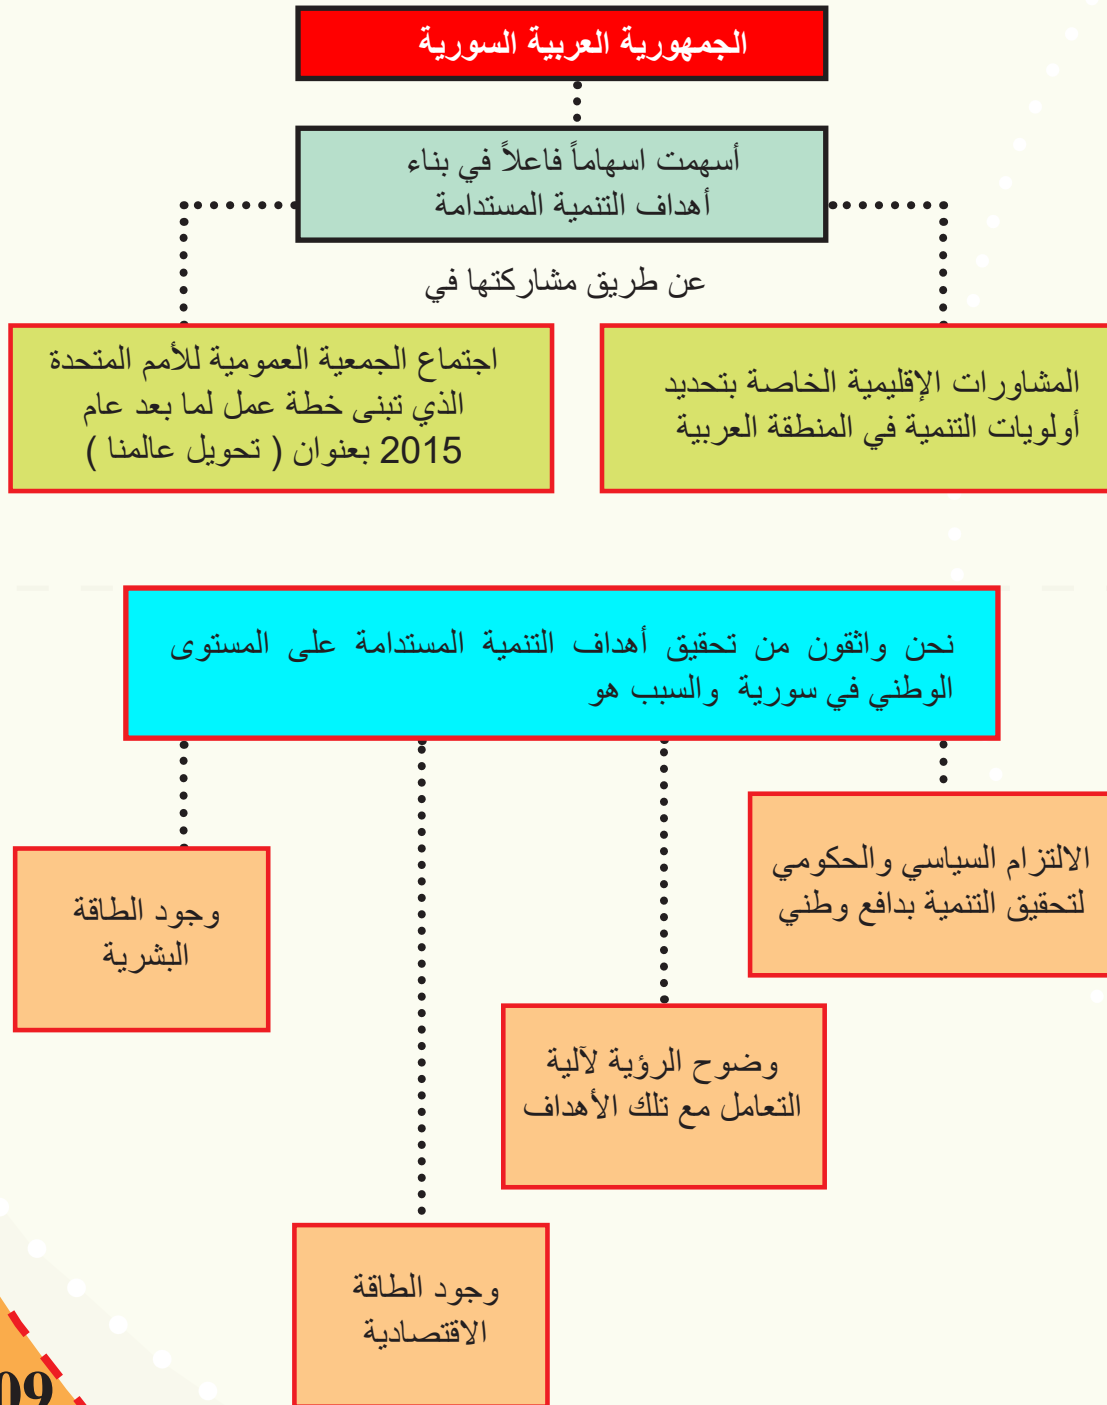 الجمهورية العربية السورية
أسهمت اسهاماً فاعلاً في بناء
أهداف التنمية المستدامة
عن طريق مشاركتها في
المشاورات الإقليمية الخاصة بتحديد
أولويات التنمية في المنطقة العربية
اجتماع الجمعية العمومية للأمم المتحدة
الذي تبنى خطة عمل لما بعد عام
2015 بعنوان ( تحويل عالمنا )
نحن واثقون من تحقيق أهداف التنمية المستدامة على المستوى
الوطني في سورية والسبب هو
الالتزام السياسي والحكومي
لتحقيق التنمية بدافع وطني
وضوح الرؤية لآلية
التعامل مع تلك الأهداف
وجود الطاقة
الاقتصادية
وجود الطاقة
البشرية